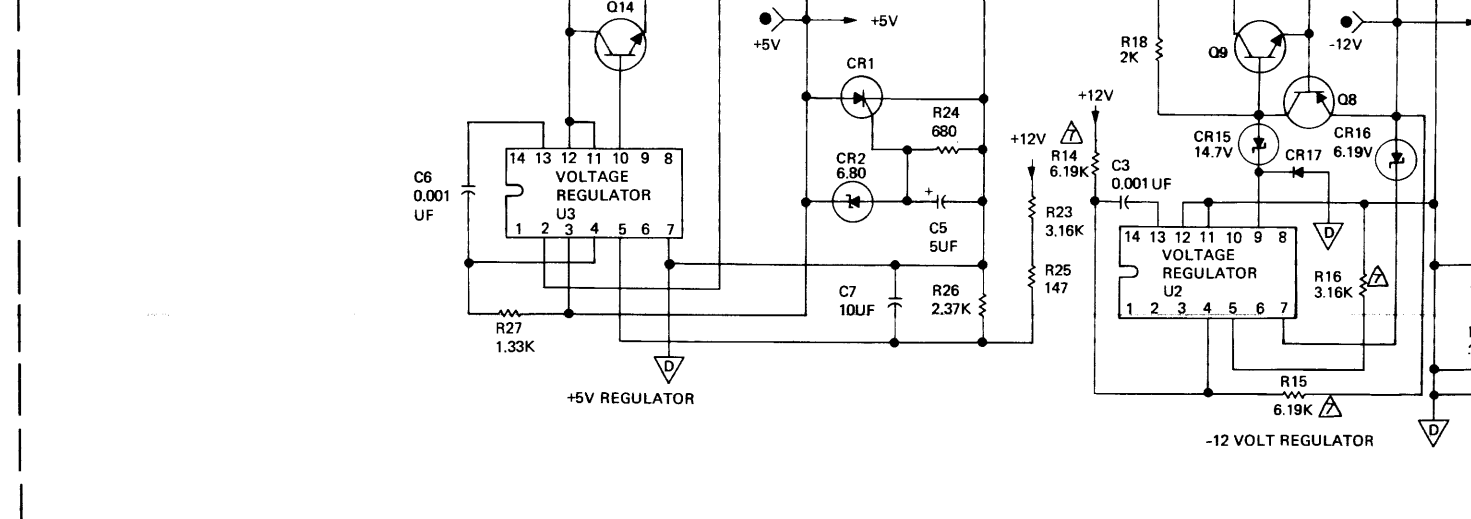 Q14
+5V
+5V
CR1
R24
680
CR2
6.80
+
C5
5UF
C6
0.001
UF
14 13 12 11 10 9 8
VOLTAGE
REGULATOR
U3
1 2 3 4 5 6 7
R27
1.33K
D
+5V REGULATOR
C7
10UF
R26
2.37K
+12V
R23
3.16K
R25
147
+12V
7
R14
6.19K
C3
0.001UF
R18
2K
Q9
Q8
-12V
CR15
14.7V
CR16
6.19V
CR17
D
14 13 12 11 10 9 8
VOLTAGE
REGULATOR
U2
1 2 3 4 5 6 7
R16
3.16K
7
R15
6.19K
7
D
-12 VOLT REGULATOR